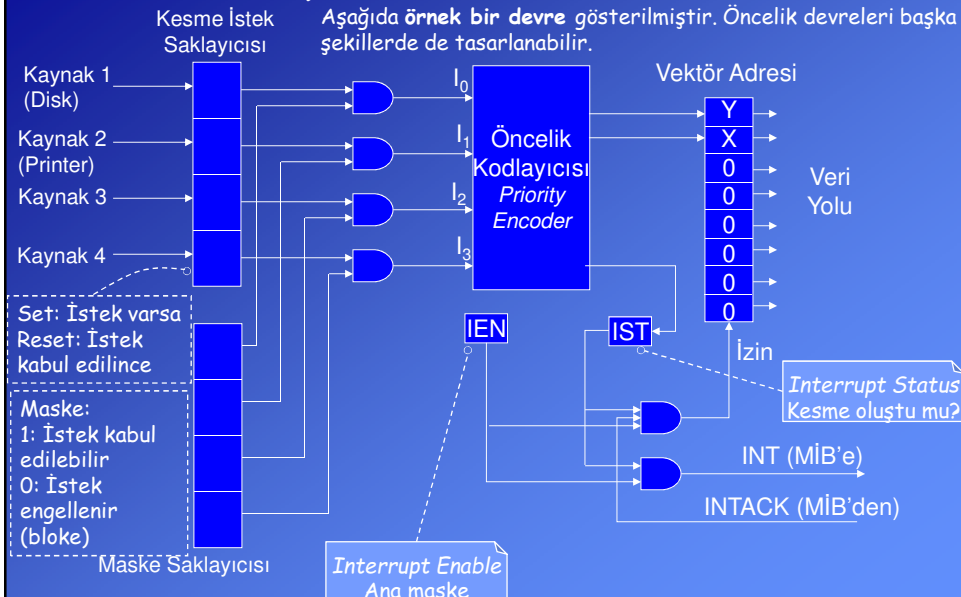 Kesme İstek
Saklayıcısı
Aşağıda örnek bir devre gösterilmiştir. Öncelik devreleri başka
şekillerde de tasarlanabilir.
Kaynak 1
(Disk)
Kaynak 2
(Printer)
Kaynak 3
Kaynak 4
I0
I1
I2
I3
Öncelik
Kodlayıcısı
Priority
Encoder
Vektör Adresi
Y
X
0
0
0
0
0
0
Veri
Yolu
Set: İstek varsa
Reset: İstek
kabul edilince
Maske:
1: İstek kabul
edilebilir
0: İstek
engellenir
(bloke)
Maske Saklayıcısı
IEN
IST
İzin
Interrupt Status
Kesme oluştu mu?
INT (MİB'e)
INTACK (MİB'den)
Interrupt Enable
Ana maske